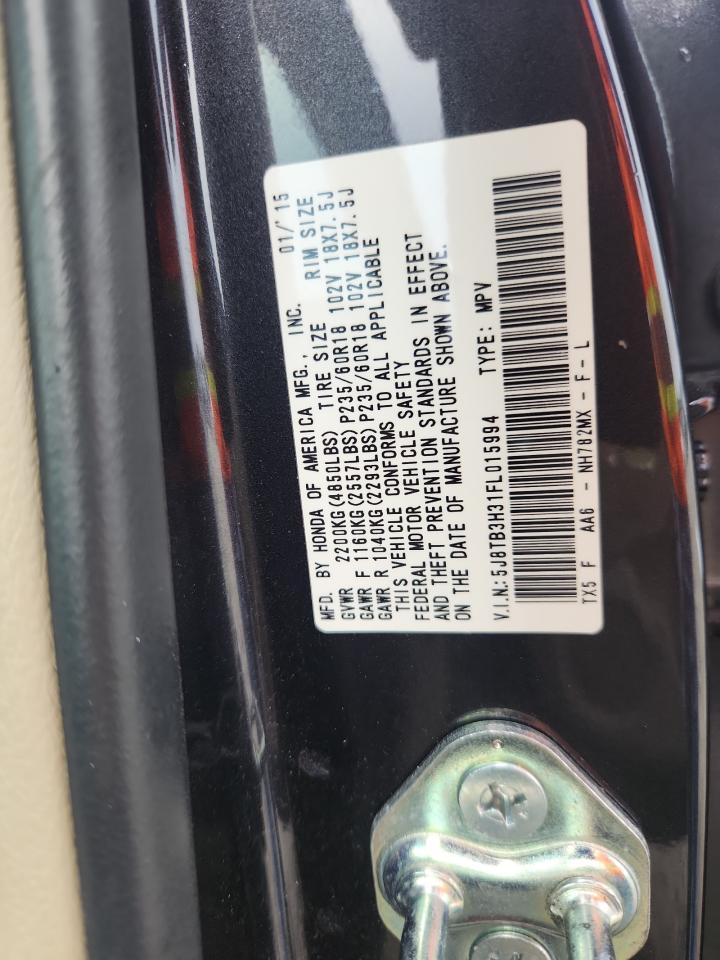 MFD. BY HONDA OF AMERICA MFG., INC. 01/'15
GVWR 2200KG(4850LBS) TIRE SIZE RIM SIZE
GAWR F 1160KG(2557LBS) P235/60R18 102V 18X7.5J
GAWR R 1040KG(2293LBS) P235/60R18 102V 18X7.5J
THIS VEHICLE CONFORMS TO ALL APPLICABLE
FEDERAL MOTOR VEHICLE SAFETY
AND THEFT PREVENTION STANDARDS IN EFFECT
ON THE DATE OF MANUFACTURE SHOWN ABOVE.
V.I.N.: 5J8TB3H31FL015994 TYPE: MPV
TX5 F AA6 - NH782MX - F - L